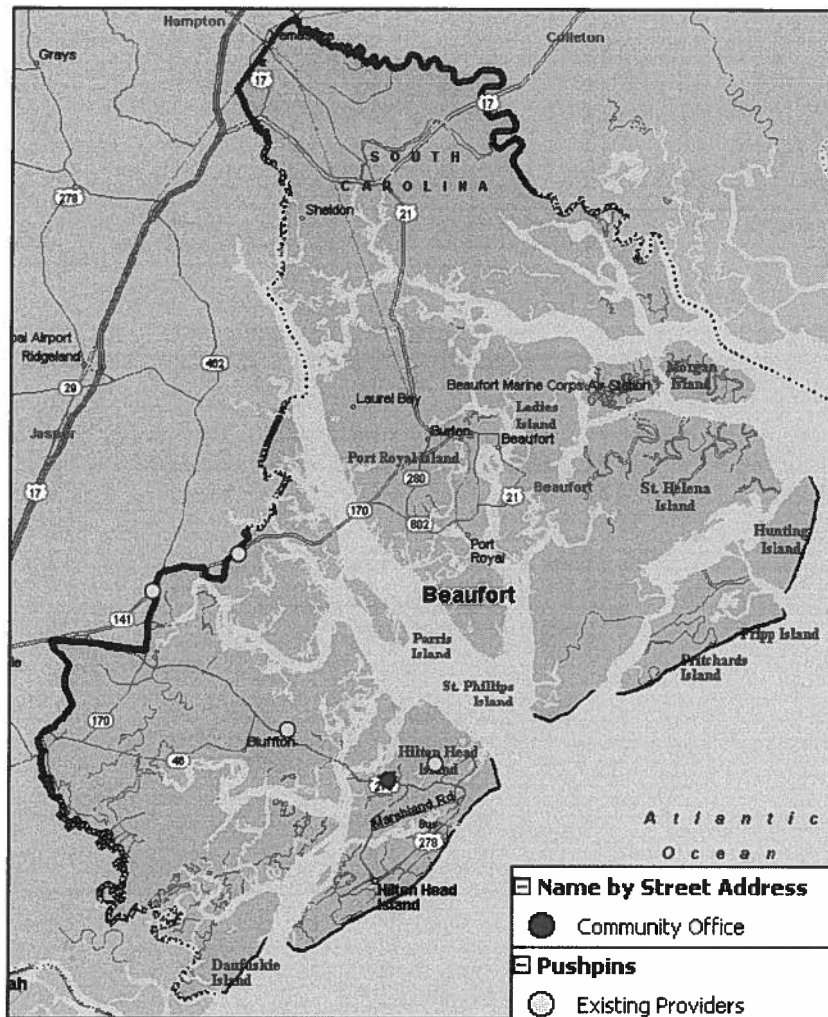 Hampton
Colleton
Grays
17
17
SOUTH
CAROLINA
278
Sheldon
21
Airport
Ridgeland
462
29
Morgan
Island
Beaufort Marine Corps Air Station
Laurel Bay
Ladies
Island
Jasper
Burton
Beaufort
Port Royal Island
280
Beaufort
St. Helena
Island
17
21
170
802
Hunting
Island
Port
Royal
Beaufort
141
Parris
Island
Fripp Island
Pritchards
Island
St. Phillips
Island
170
Bluffton
46
Hilton Head
Island
Marshland Rd
Bus
278
Atlantic
Ocean
Hilton Head
Island
Daufuskie
Island
ah
Name by Street Address
Community Office
Pushpins
Existing Providers